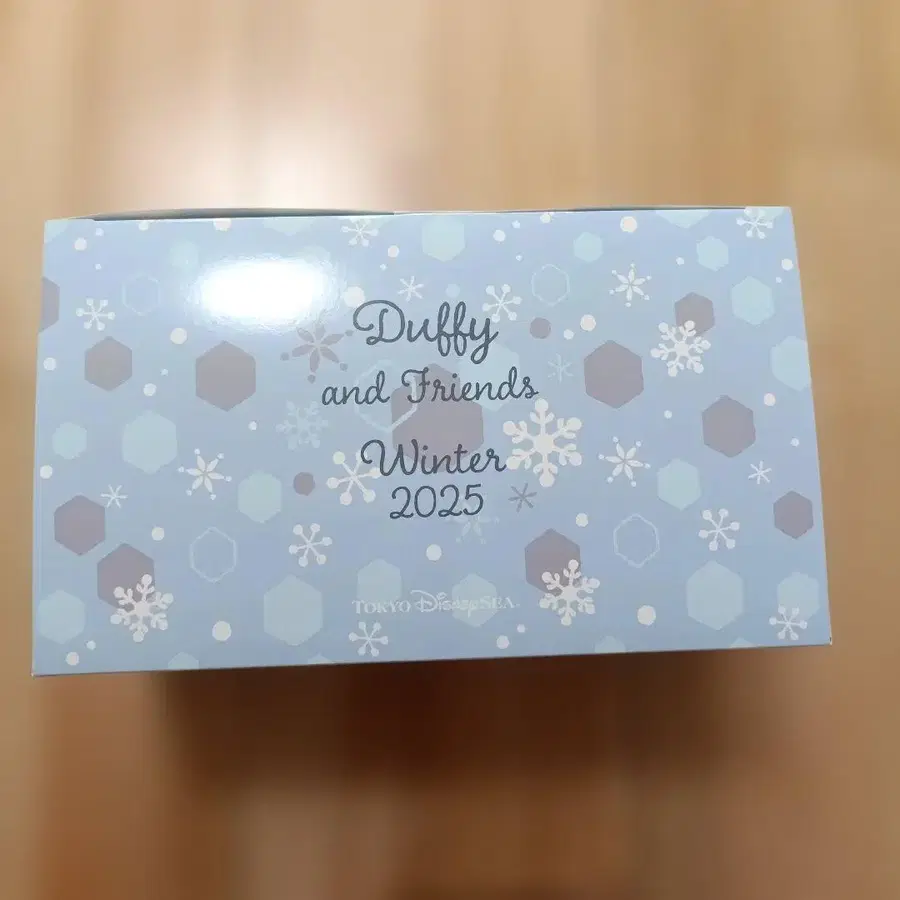 Duffy
and Friends
Winter
2025
TOKYO DISNEYSEA